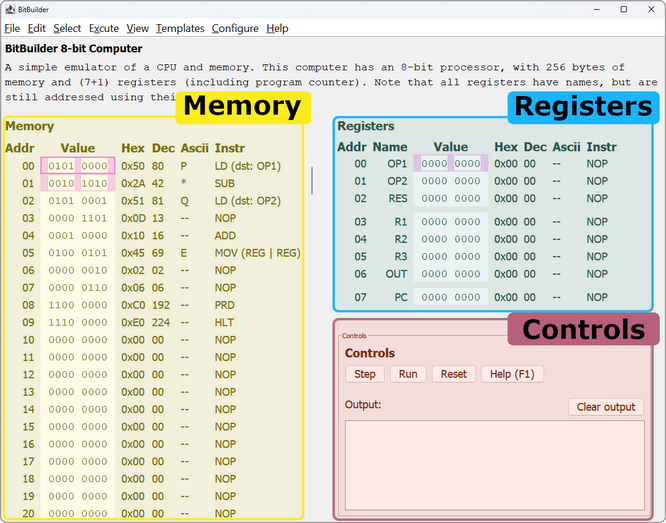 BitBuilder
File Edit Select Excute View Templates Configure Help
BitBuilder 8-bit Computer
A simple emulator of a CPU and memory. This computer has an 8-bit processor, with 256 bytes of
memory and (7+1) registers (including program counter). Note that all registers have names, but are
still addressed using thei
Memory
Memory
Addr Value Hex Dec Ascii Instr
00 0101 0000 0x50 80 P LD (dst: OP1)
01 0010 1010 0x2A 42 * SUB
02 0101 0001 0x51 81 Q LD (dst: OP2)
03 0000 1101 0x0D 13 -- NOP
04 0001 0000 0x10 16 -- ADD
05 0100 0101 0x45 69 E MOV (REG | REG)
06 0000 0010 0x02 02 -- NOP
07 0000 0110 0x06 06 -- NOP
08 1100 0000 0xC0 192 -- PRD
09 1110 0000 0xE0 224 -- HLT
10 0000 0000 0x00 00 -- NOP
11 0000 0000 0x00 00 -- NOP
12 0000 0000 0x00 00 -- NOP
13 0000 0000 0x00 00 -- NOP
14 0000 0000 0x00 00 -- NOP
15 0000 0000 0x00 00 -- NOP
16 0000 0000 0x00 00 -- NOP
17 0000 0000 0x00 00 -- NOP
18 0000 0000 0x00 00 -- NOP
19 0000 0000 0x00 00 -- NOP
20 0000 0000 0x00 00 -- NOP
Registers
Registers
Addr Name Value Hex Dec Ascii Instr
00 OP1 0000 0000 0x00 00 -- NOP
01 OP2 0000 0000 0x00 00 -- NOP
02 RES 0000 0000 0x00 00 -- NOP
03 R1 0000 0000 0x00 00 -- NOP
04 R2 0000 0000 0x00 00 -- NOP
05 R3 0000 0000 0x00 00 -- NOP
06 OUT 0000 0000 0x00 00 -- NOP
07 PC 0000 0000 0x00 00 -- NOP
Controls
Controls
Controls
Step Run Reset Help (F1)
Output: Clear output